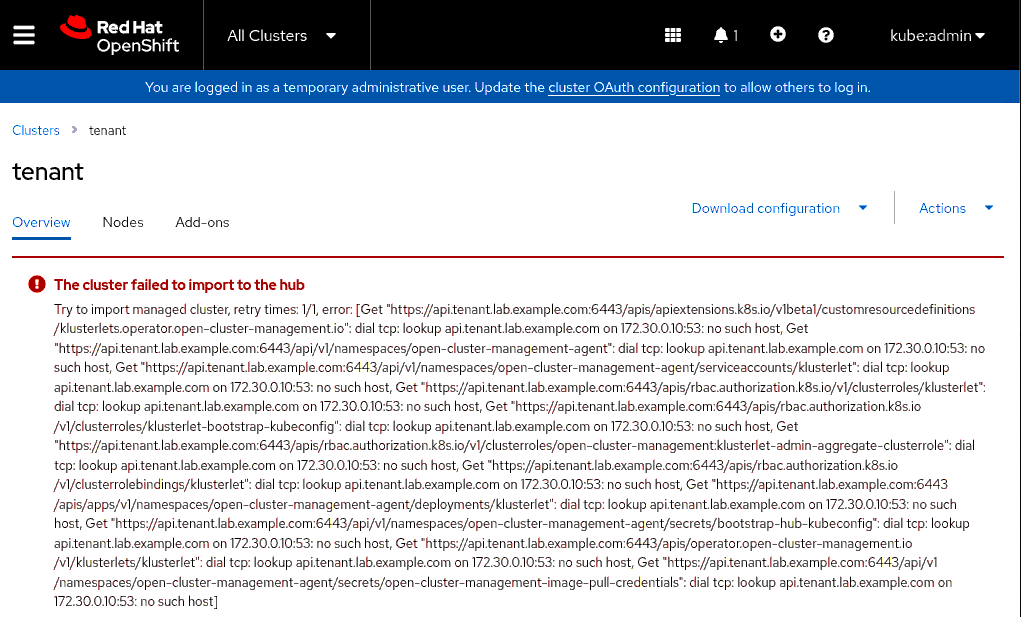 Red Hat
OpenShift
All Clusters
1
kube:admin
You are logged in as a temporary administrative user. Update the cluster OAuth configuration to allow others to log in.
Clusters > tenant
tenant
Download configuration
Actions
Overview Nodes Add-ons
The cluster failed to import to the hub
Try to import managed cluster, retry times: 1/1, error: [Get "https://api.tenant.lab.example.com:6443/apis/apiextensions.k8s.io/v1beta1/customresourcedefinitions
/klusterlets.operator.open-cluster-management.io": dial tcp: lookup api.tenant.lab.example.com on 172.30.0.10:53: no such host, Get
"https://api.tenant.lab.example.com:6443/api/v1/namespaces/open-cluster-management-agent": dial tcp: lookup api.tenant.lab.example.com on 172.30.0.10:53: no
such host, Get "https://api.tenant.lab.example.com:6443/api/v1/namespaces/open-cluster-management-agent/serviceaccounts/klusterlet": dial tcp: lookup
api.tenant.lab.example.com on 172.30.0.10:53: no such host, Get "https://api.tenant.lab.example.com:6443/apis/rbac.authorization.k8s.io/v1/clusterroles/klusterlet":
dial tcp: lookup api.tenant.lab.example.com on 172.30.0.10:53: no such host, Get "https://api.tenant.lab.example.com:6443/apis/rbac.authorization.k8s.io
/v1/clusterroles/klusterlet-bootstrap-kubeconfig": dial tcp: lookup api.tenant.lab.example.com on 172.30.0.10:53: no such host, Get
"https://api.tenant.lab.example.com:6443/apis/rbac.authorization.k8s.io/v1/clusterroles/open-cluster-management:klusterlet-admin-aggregate-clusterrole": dial
tcp: lookup api.tenant.lab.example.com on 172.30.0.10:53: no such host, Get "https://api.tenant.lab.example.com:6443/apis/rbac.authorization.k8s.io
/v1/clusterrolebindings/klusterlet": dial tcp: lookup api.tenant.lab.example.com on 172.30.0.10:53: no such host, Get "https://api.tenant.lab.example.com:6443
/apis/apps/v1/namespaces/open-cluster-management-agent/deployments/klusterlet": dial tcp: lookup api.tenant.lab.example.com on 172.30.0.10:53: no such
host, Get "https://api.tenant.lab.example.com:6443/api/v1/namespaces/open-cluster-management-agent/secrets/bootstrap-hub-kubeconfig": dial tcp: lookup
api.tenant.lab.example.com on 172.30.0.10:53: no such host, Get "https://api.tenant.lab.example.com:6443/apis/operator.open-cluster-management.io
/v1/klusterlets/klusterlet": dial tcp: lookup api.tenant.lab.example.com on 172.30.0.10:53: no such host, Get "https://api.tenant.lab.example.com:6443/api/v1
/namespaces/open-cluster-management-agent/secrets/open-cluster-management-image-pull-credentials": dial tcp: lookup api.tenant.lab.example.com on
172.30.0.10:53: no such host]